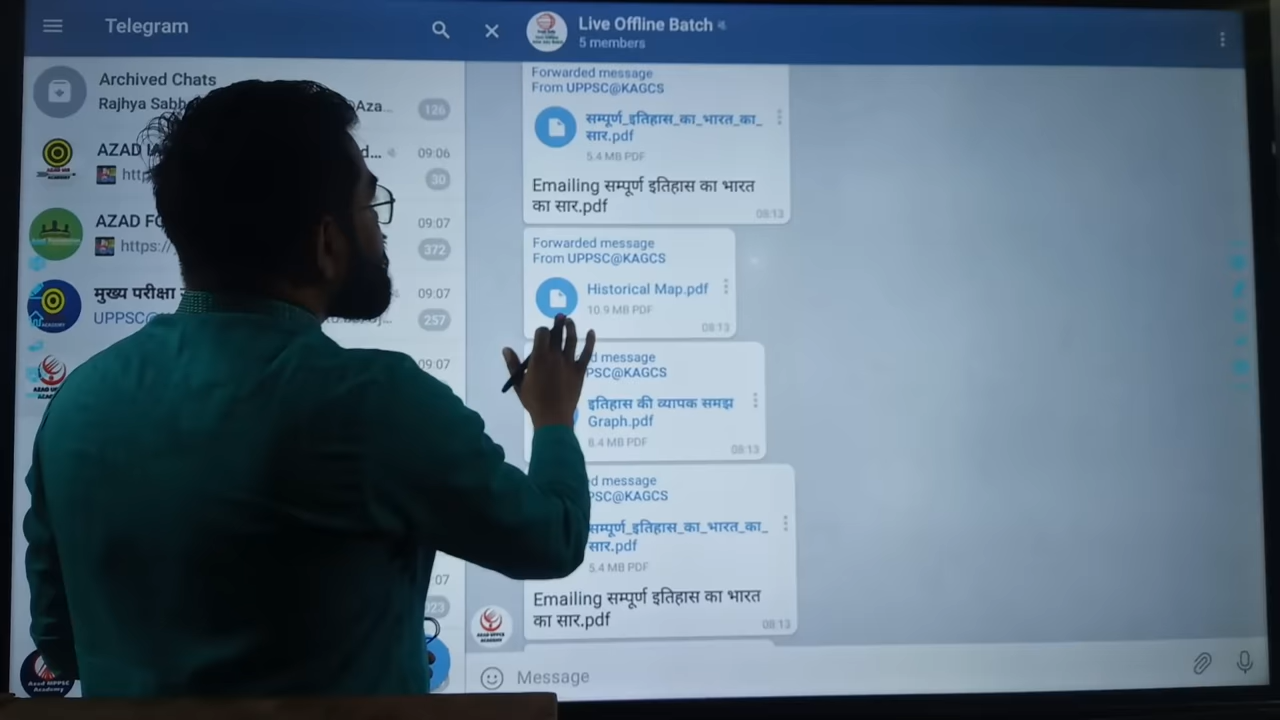 Telegram
Archived Chats
126
AZAD
09:06
30
AZAD
09:07
https://
372
मुख्य परीक्षा
09:07
257
09:07
07
Live Offline Batch
5 members
Forwarded message
From UPPSC@KAGCS
सम्पूर्ण_इतिहास_का_भारत_का_
सार.pdf
5.4 MB PDF
Emailing सम्पूर्ण इतिहास का भारत
का सार.pdf
08:13
Forwarded message
From UPPSC@KAGCS
Historical Map.pdf
10.9 MB PDF
08:13
d message
PSC@KAGCS
इतिहास की व्यापक समझ
Graph.pdf
8.4 MB PDF
08:13
d message
PSC@KAGCS
सम्पूर्ण_इतिहास_का_भारत_का_
सार.pdf
5.4 MB PDF
Emailing सम्पूर्ण इतिहास का भारत
का सार.pdf
08:13
Message